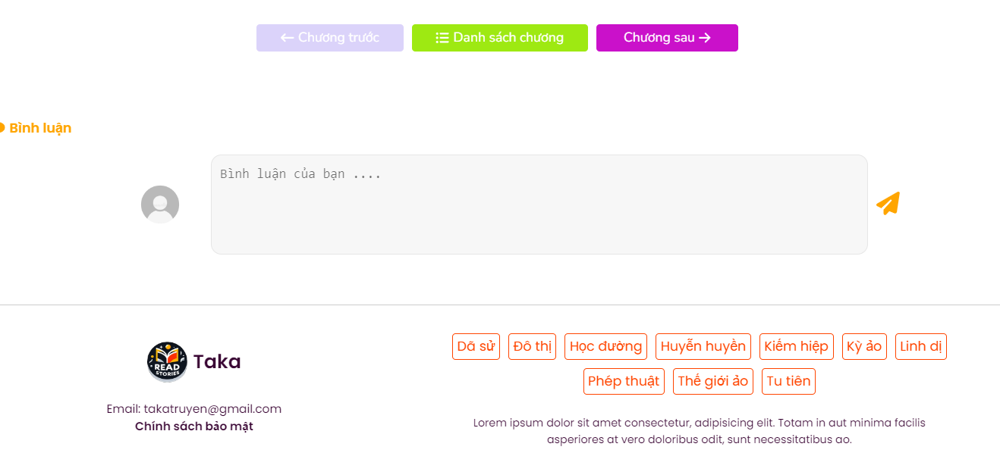 ← Chương trước
Danh sách chương
Chương sau →
Bình luận
Bình luận của bạn ....
READ
STORIES
Taka
Email: takatruyen@gmail.com
Chính sách bảo mật
Dã sử Đô thị Học đường Huyễn huyền Kiếm hiệp Kỳ ảo Linh dị
Phép thuật Thế giới ảo Tu tiên
Lorem ipsum dolor sit amet consectetur, adipisicing elit. Totam in aut minima facilis
asperiores at vero doloribus odit, sunt necessitatibus ao.